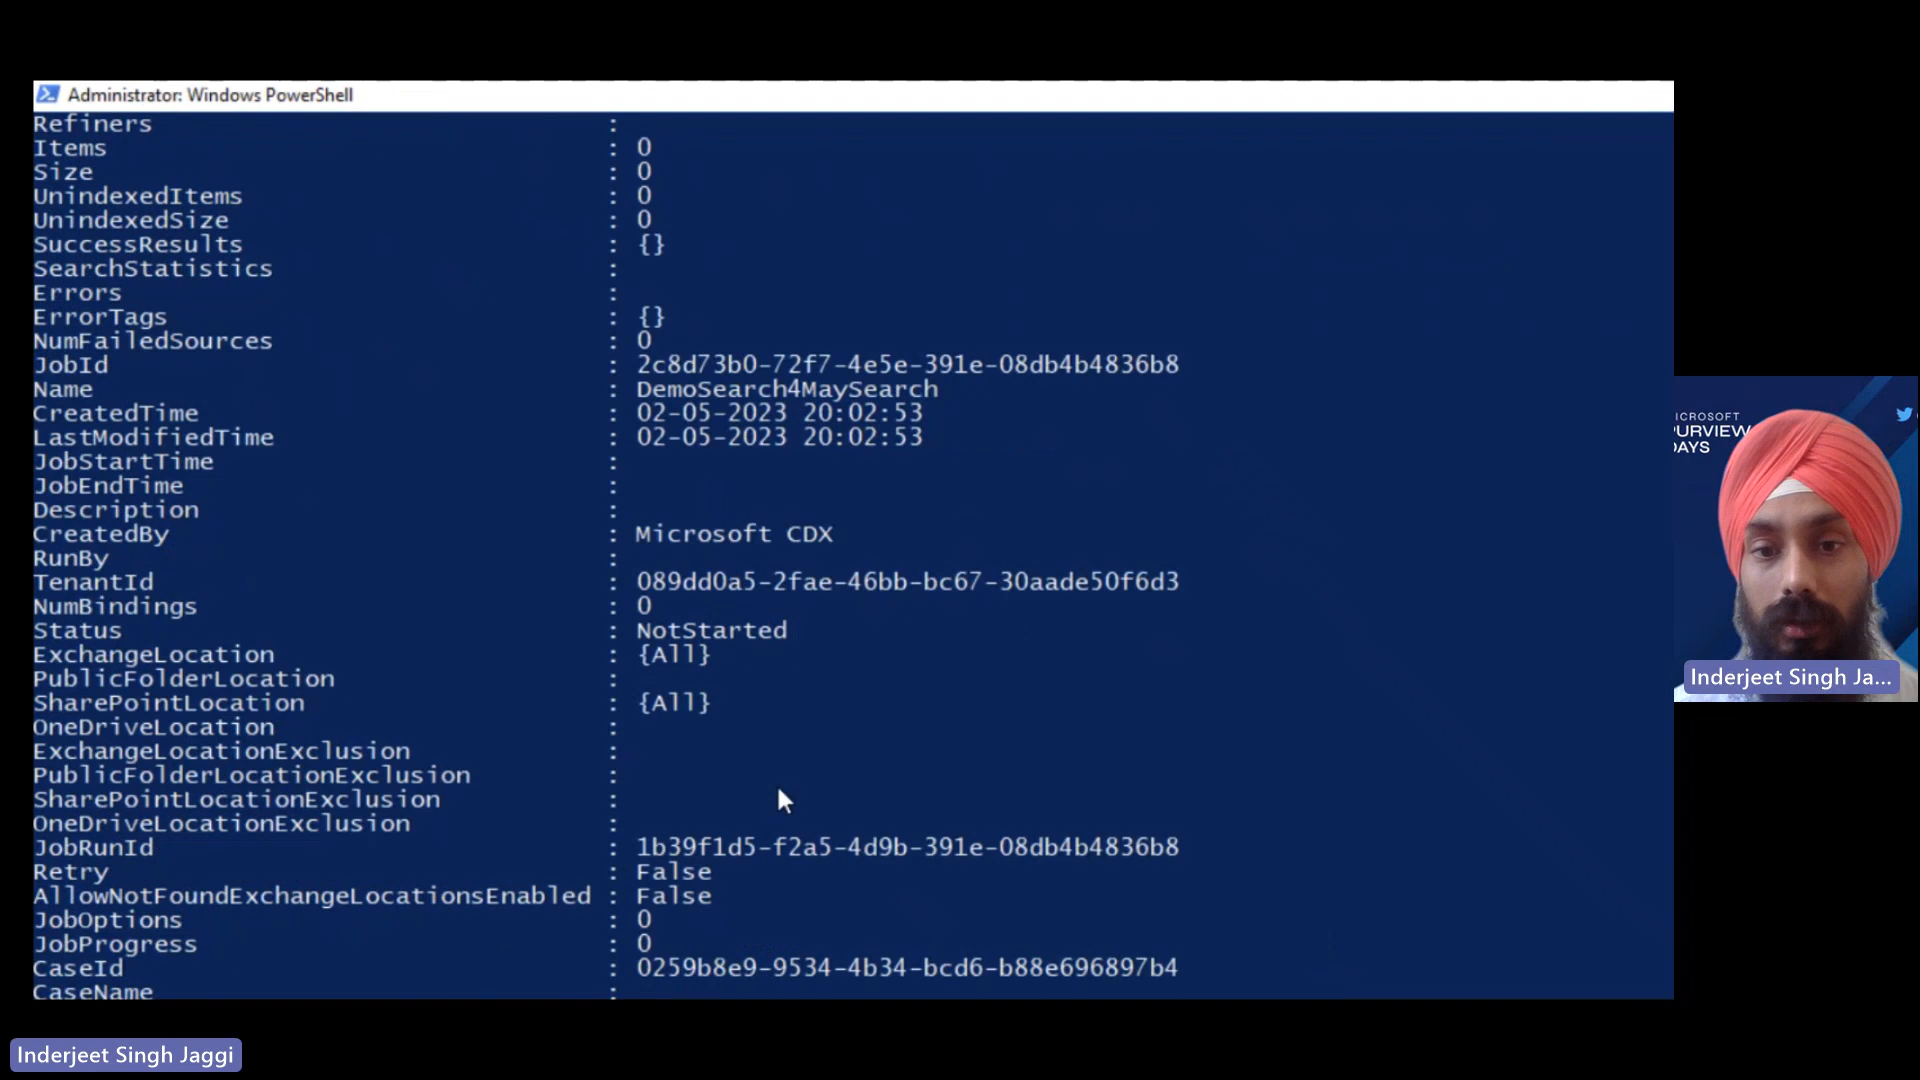 Administrator: Windows PowerShell
Refiners :
Items : 0
Size : 0
UnindexedItems : 0
UnindexedSize : 0
SuccessResults : {}
SearchStatistics :
Errors :
ErrorTags : {}
NumFailedSources : 0
JobId : 2c8d73b0-72f7-4e5e-391e-08db4b4836b8
Name : DemoSearch4MaySearch
CreatedTime : 02-05-2023 20:02:53
LastModifiedTime : 02-05-2023 20:02:53
JobStartTime :
JobEndTime :
Description :
CreatedBy : Microsoft CDX
RunBy :
TenantId : 089dd0a5-2fae-46bb-bc67-30aade50f6d3
NumBindings : 0
Status : NotStarted
ExchangeLocation : {All}
PublicFolderLocation :
SharePointLocation : {All}
OneDriveLocation :
ExchangeLocationExclusion :
PublicFolderLocationExclusion :
SharePointLocationExclusion :
OneDriveLocationExclusion :
JobRunId : 1b39f1d5-f2a5-4d9b-391e-08db4b4836b8
Retry : False
AllowNotFoundExchangeLocationsEnabled : False
JobOptions : 0
JobProgress : 0
CaseId : 0259b8e9-9534-4b34-bcd6-b88e696897b4
CaseName :
ICROSOFT
PURVIEW
DAYS
Inderjeet Singh Ja...
Inderjeet Singh Jaggi